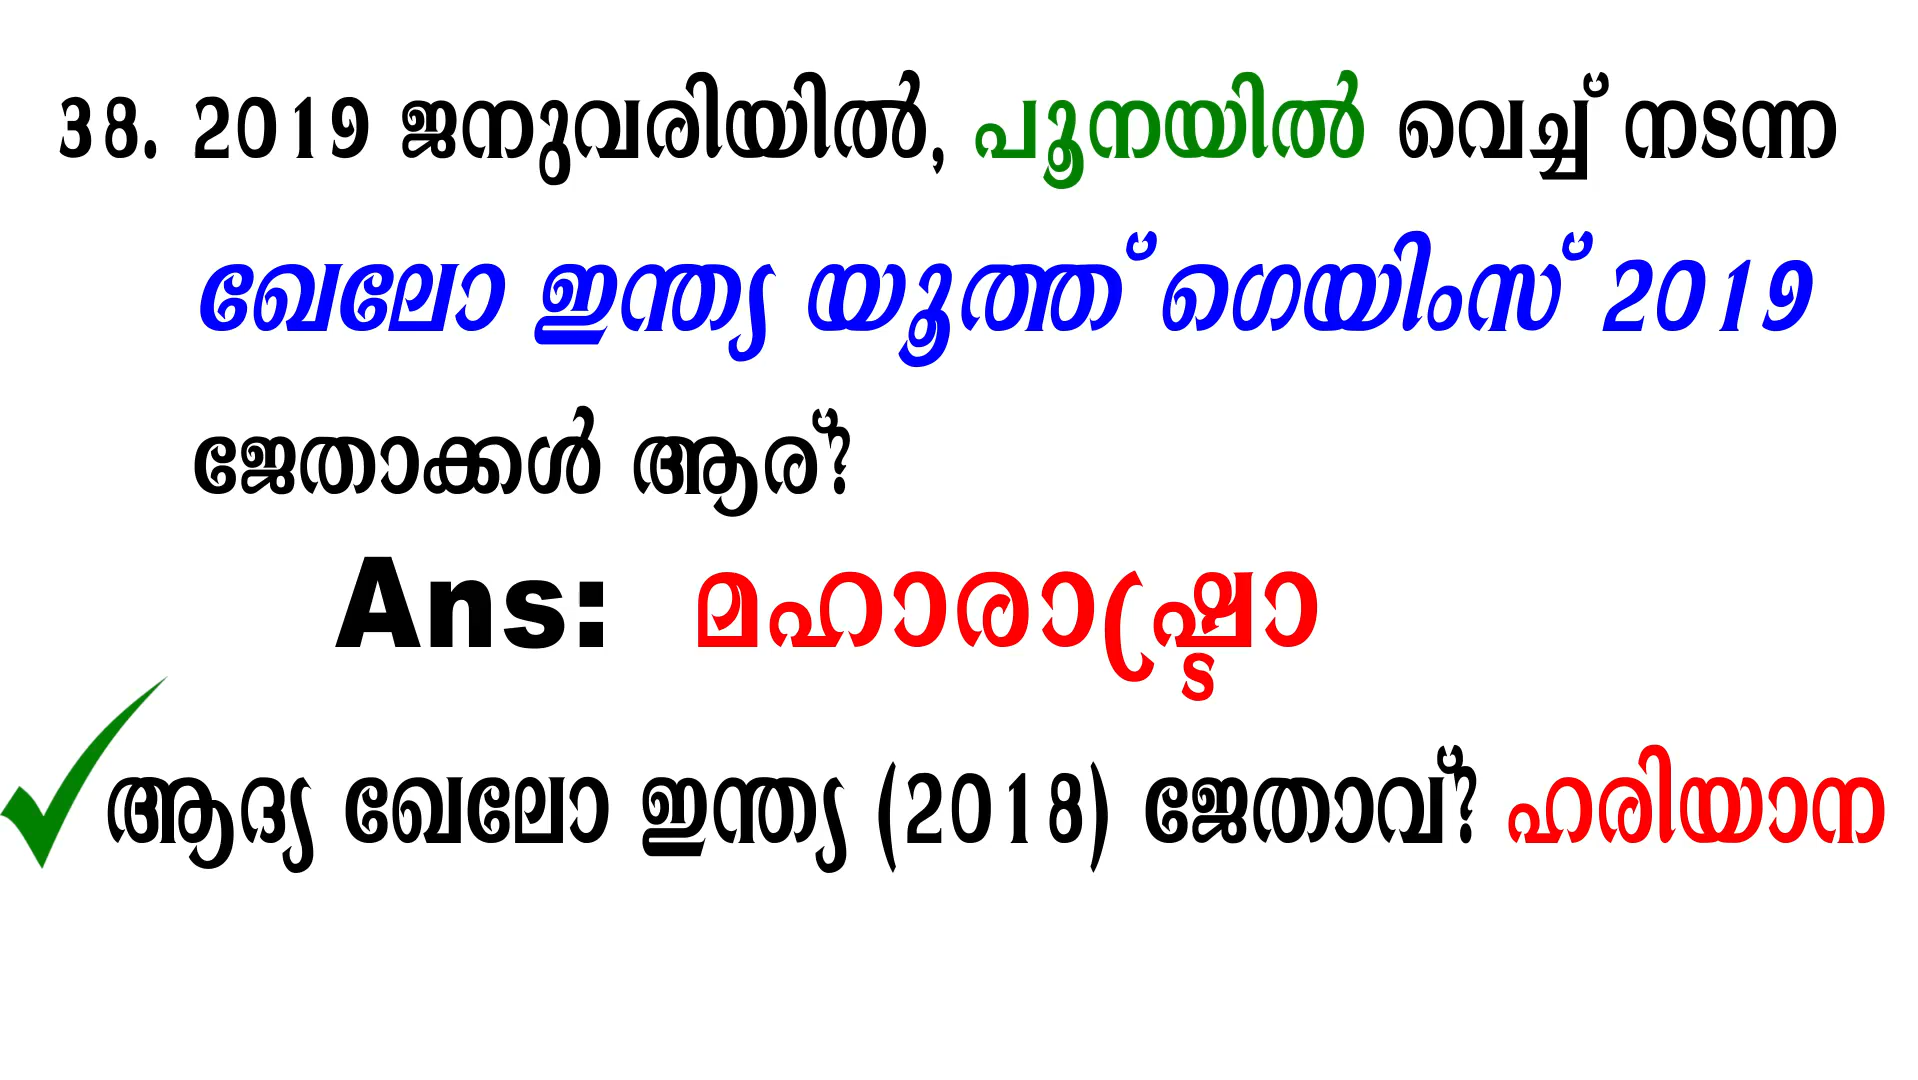 38. 2019 ജനുവരിയിൽ, പൂനയിൽ വെച്ച് നടന്ന
ഖേലോ ഇന്ത്യ യൂത്ത് ഗെയിംസ് 2019
ജേതാക്കൾ ആര്?
Ans: മഹാരാഷ്ട്രാ
ആദ്യ ഖേലോ ഇന്ത്യ (2018) ജേതാവ്? ഹരിയാന